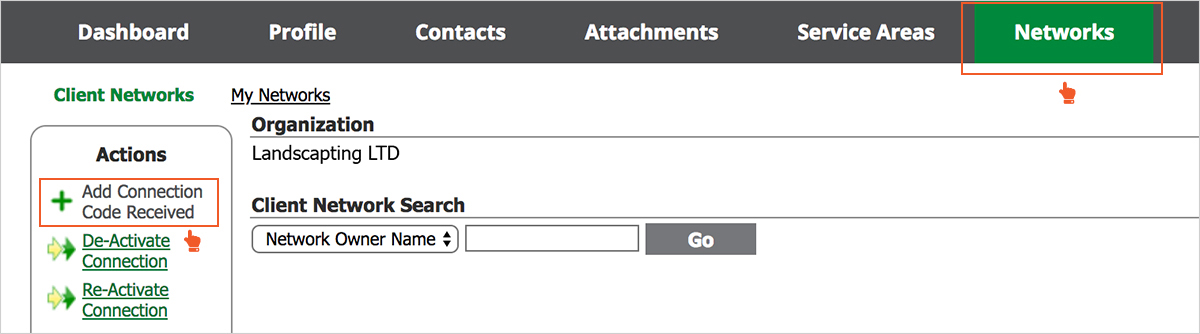 Dashboard Profile Contacts Attachments Service Areas Networks
Client Networks My Networks
Organization
Landscapting LTD
Actions
Add Connection
Code Received
De-Activate
Connection
Re-Activate
Connection
Client Network Search
Network Owner Name Go